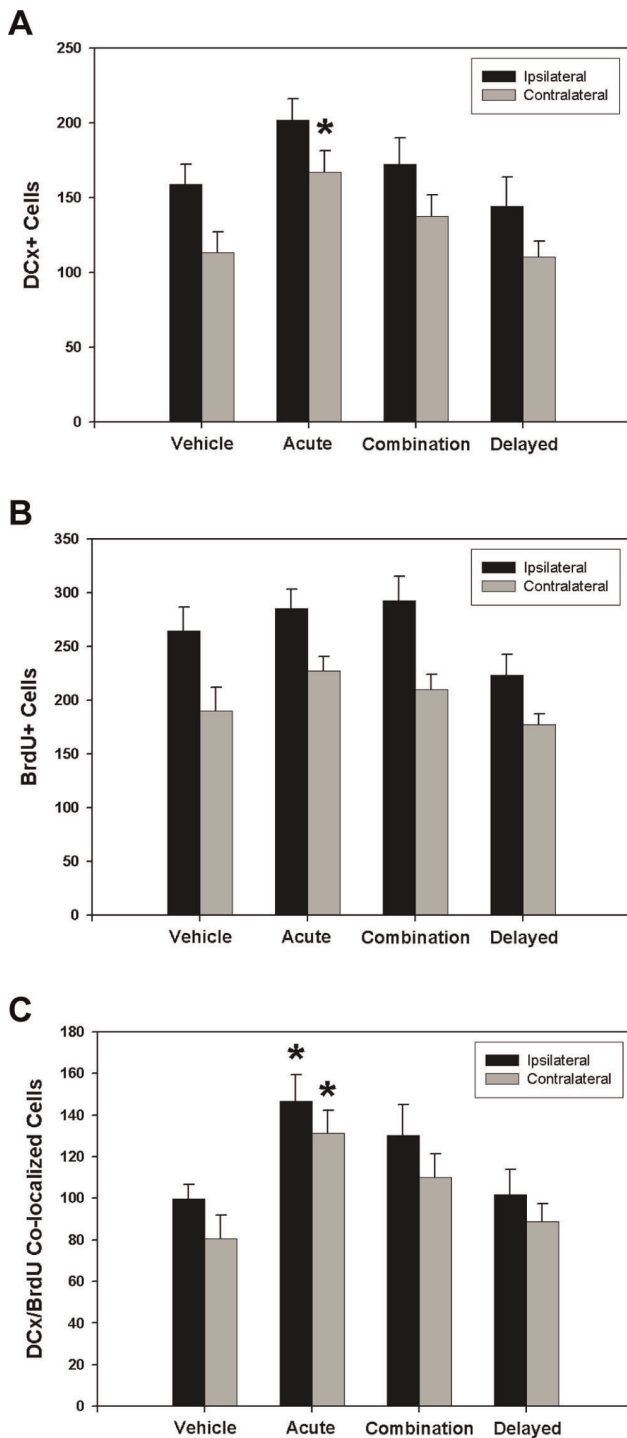 A
250
200
150
100
50
0
DCx+ Cells
Ipsilateral
Contralateral
*
Vehicle Acute Combination Delayed
B
350
300
250
200
150
100
50
0
BrdU+ Cells
Ipsilateral
Contralateral
Vehicle Acute Combination Delayed
C
180
160
140
120
100
80
60
40
20
0
DCx/BrdU Co-localized Cells
Ipsilateral
Contralateral
*
*
Vehicle Acute Combination Delayed